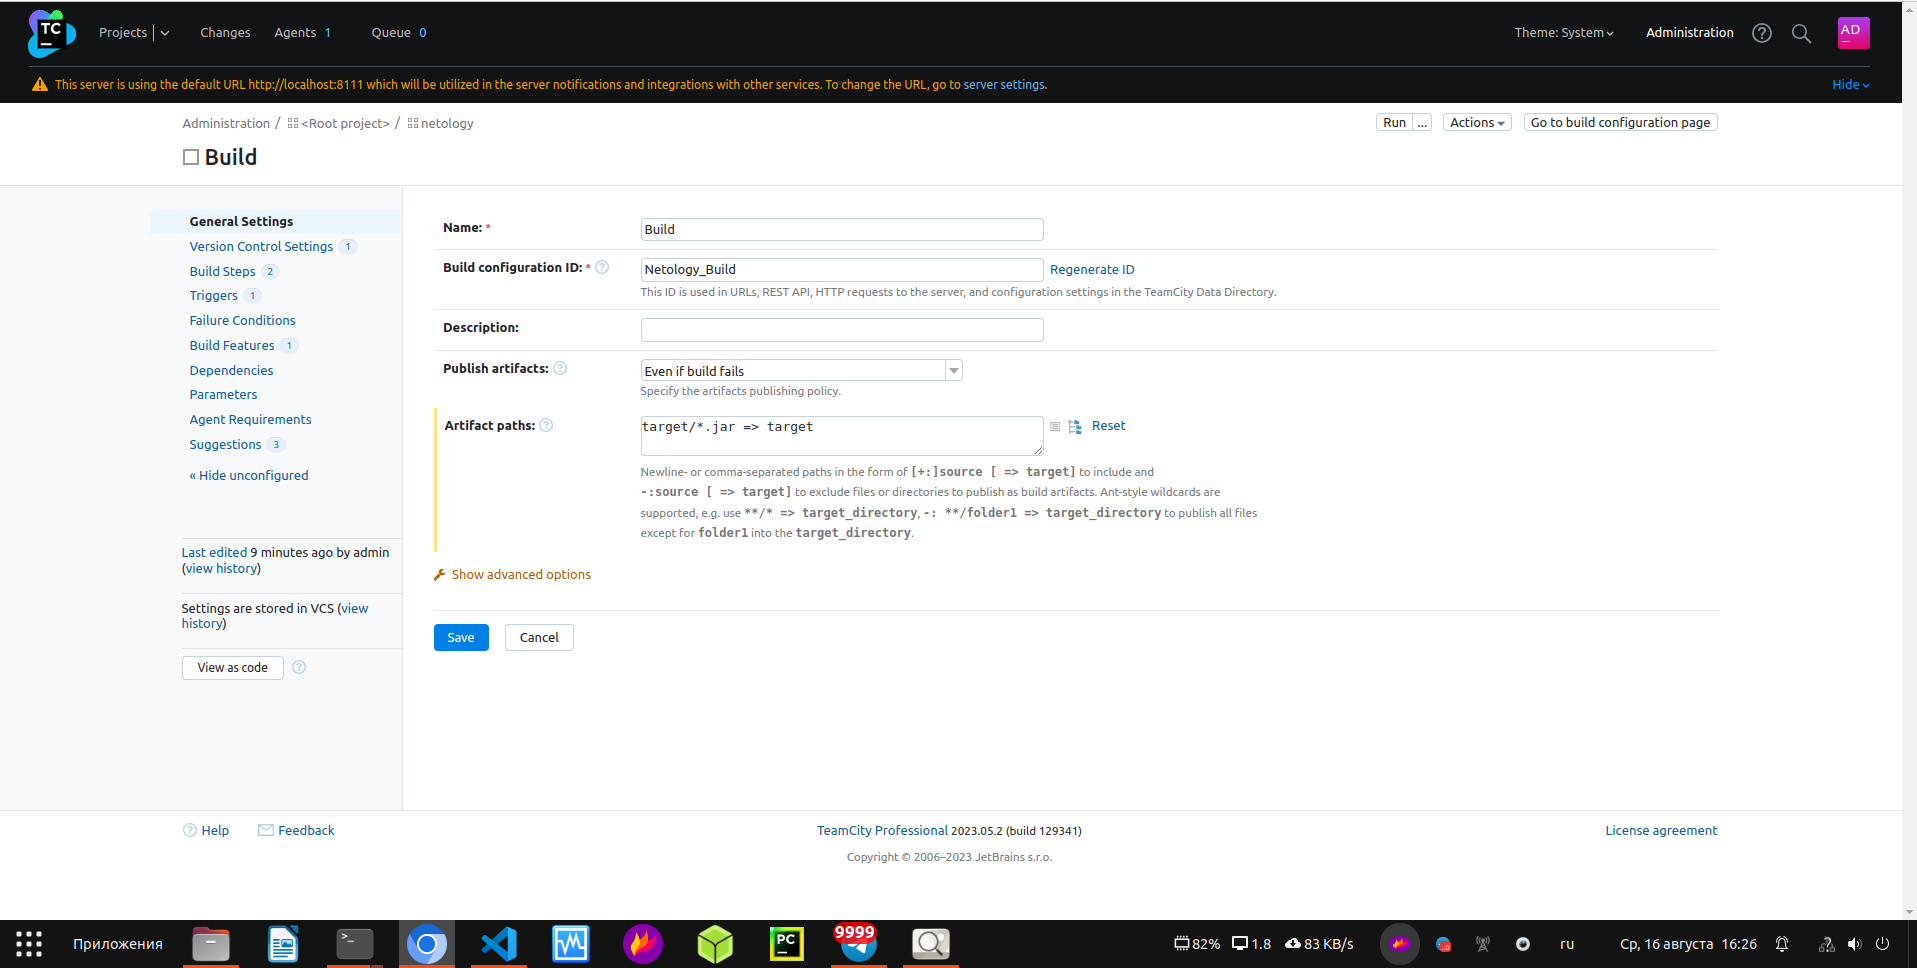 TC
Projects
Changes
Agents 1
Queue 0
Theme: System
Administration
AD
This server is using the default URL http://localhost:8111 which will be utilized in the server notifications and integrations with other services. To change the URL, go to server settings.
Hide
Administration / <Root project> / netology
Run ...
Actions
Go to build configuration page
Build
General Settings
Version Control Settings 1
Build Steps 2
Triggers 1
Failure Conditions
Build Features 1
Dependencies
Parameters
Agent Requirements
Suggestions 3
« Hide unconfigured
Last edited 9 minutes ago by admin
(view history)
Settings are stored in VCS (view
history)
View as code
Name: *
Build
Build configuration ID: *
Netology_Build
Regenerate ID
This ID is used in URLs, REST API, HTTP requests to the server, and configuration settings in the TeamCity Data Directory.
Description:
Publish artifacts:
Even if build fails
Specify the artifacts publishing policy.
Artifact paths:
target/*.jar => target
Reset
Newline- or comma-separated paths in the form of [+:]source [ => target] to include and
-:source [ => target] to exclude files or directories to publish as build artifacts. Ant-style wildcards are
supported, e.g. use **/* => target_directory, -: **/folder1 => target_directory to publish all files
except for folder1 into the target_directory.
Show advanced options
Save
Cancel
Help
Feedback
TeamCity Professional 2023.05.2 (build 129341)
License agreement
Copyright © 2006–2023 JetBrains s.r.o.
Приложения
>_
PC
9999
82%
1.8
83 KB/s
ru
Ср, 16 августа 16:26